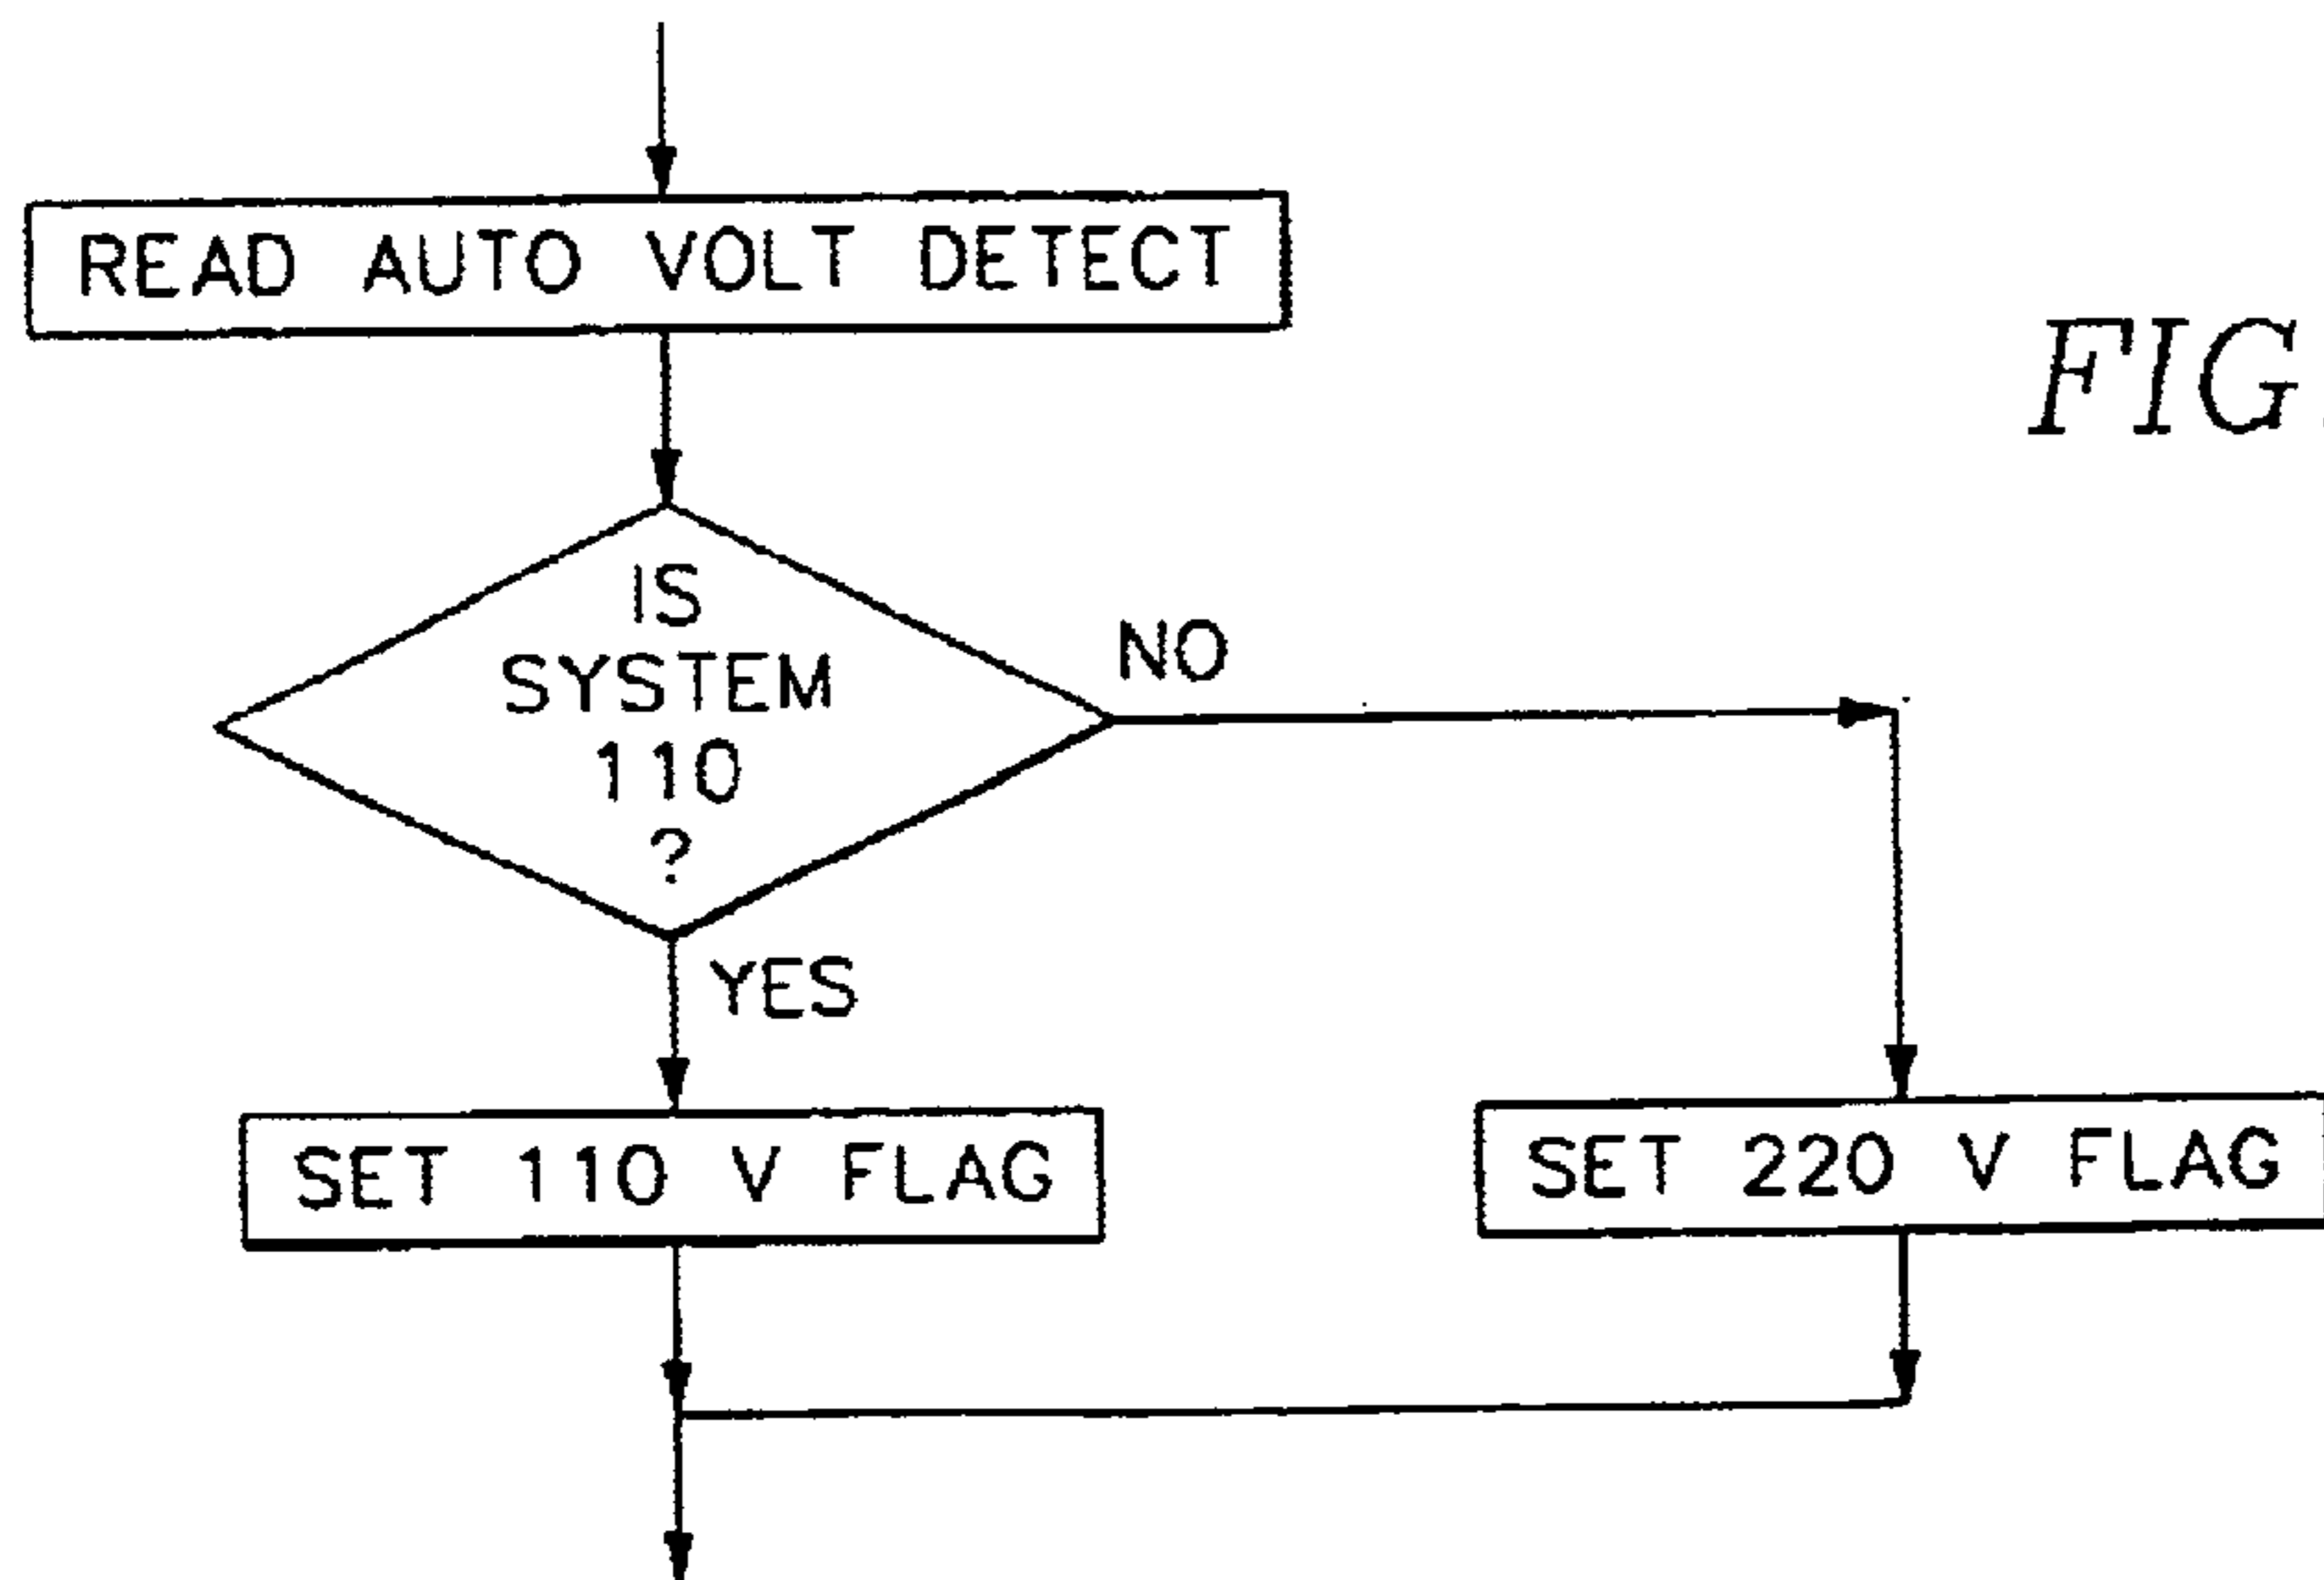 READ AUTO VOLT DETECT
FIG.
IS
SYSTEM
110
?
NO
YES
SET 110 V FLAG
SET 220 V FLAG